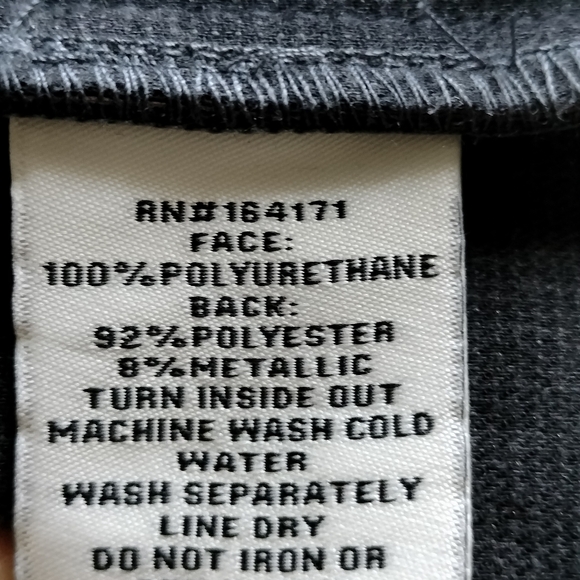 RN#164171
FACE:
100%POLYURETHANE
BACK:
92%POLYESTER
8%METALLIC
TURN INSIDE OUT
MACHINE WASH COLD
WATER
WASH SEPARATELY
LINE DRY
DO NOT IRON OR